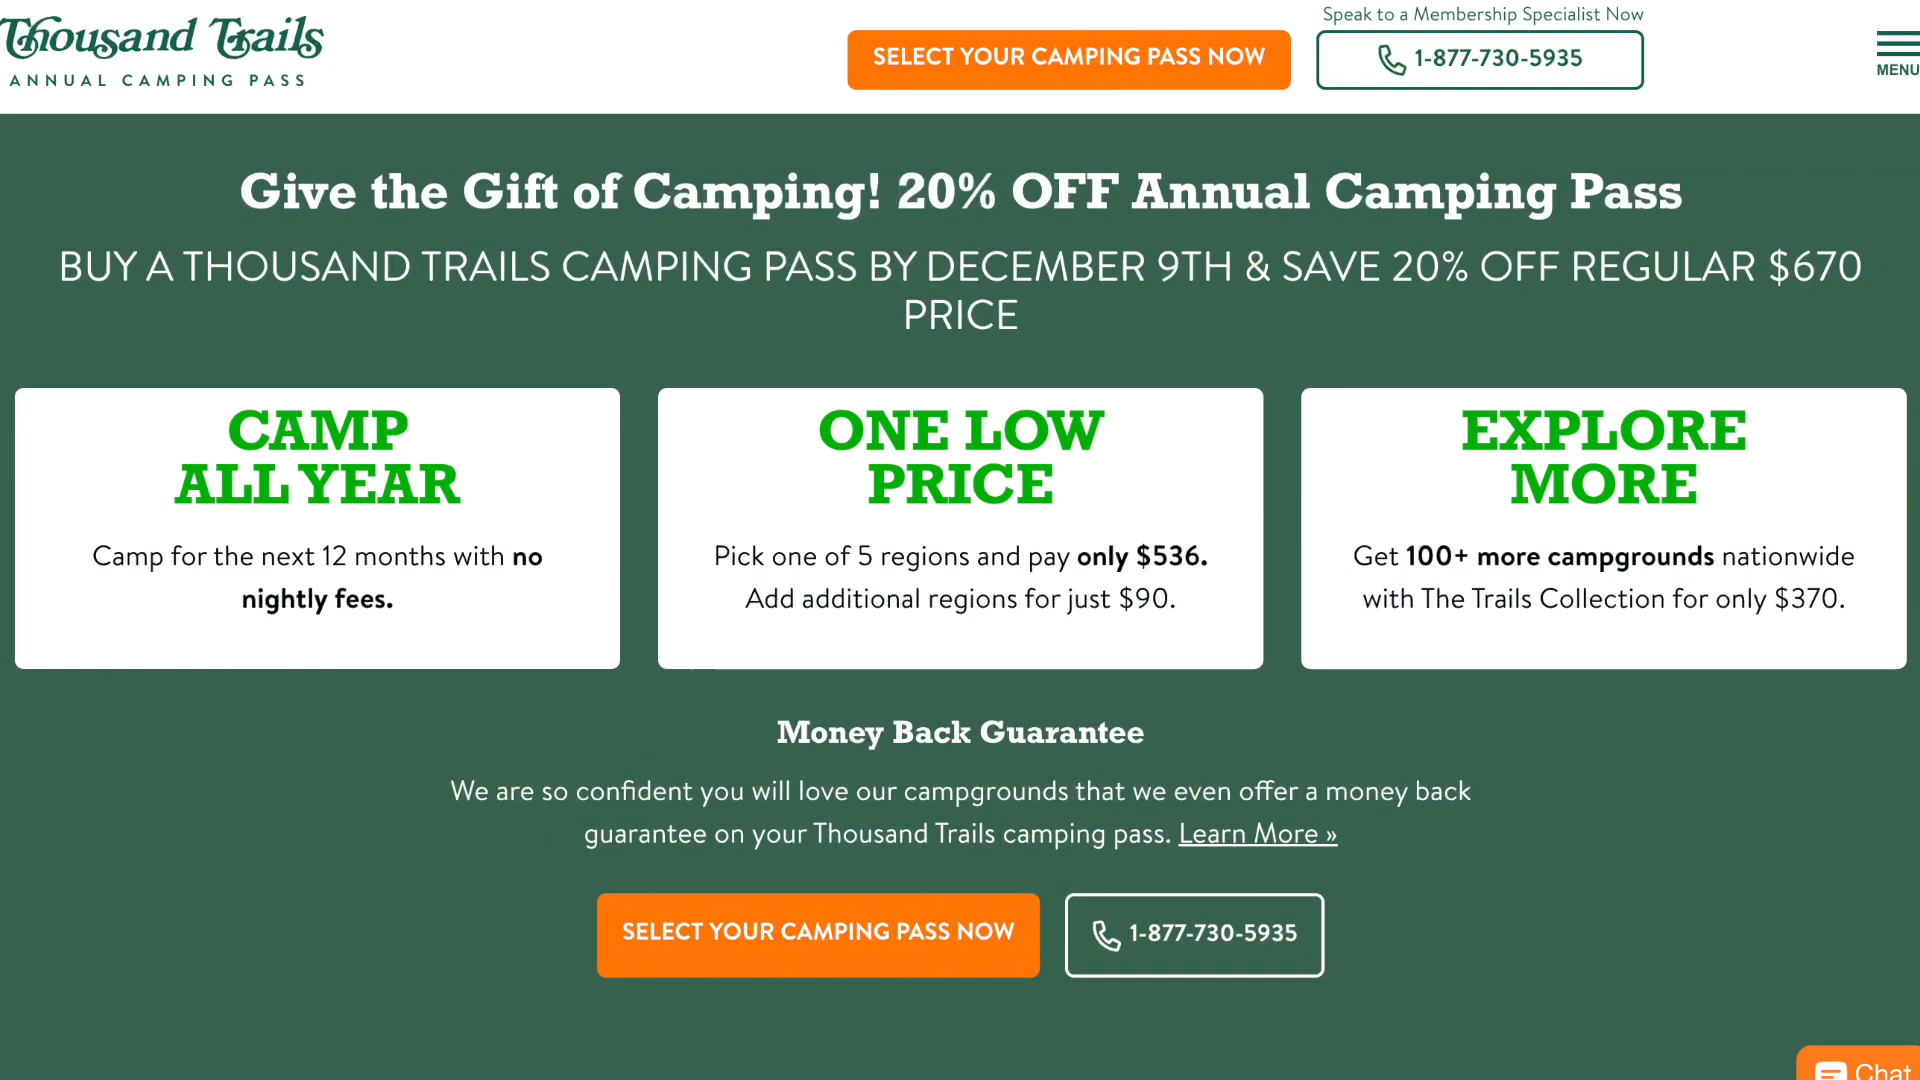 Thousand Trails
ANNUAL CAMPING PASS
SELECT YOUR CAMPING PASS NOW
Speak to a Membership Specialist Now
1-877-730-5935
MENU
Give the Gift of Camping! 20% OFF Annual Camping Pass
BUY A THOUSAND TRAILS CAMPING PASS BY DECEMBER 9TH & SAVE 20% OFF REGULAR $670
PRICE
CAMP
ALL YEAR
Camp for the next 12 months with no
nightly fees.
ONE LOW
PRICE
Pick one of 5 regions and pay only $536.
Add additional regions for just $90.
EXPLORE
MORE
Get 100+ more campgrounds nationwide
with The Trails Collection for only $370.
Money Back Guarantee
We are so confident you will love our campgrounds that we even offer a money back
guarantee on your Thousand Trails camping pass. Learn More »
SELECT YOUR CAMPING PASS NOW
1-877-730-5935
Chat